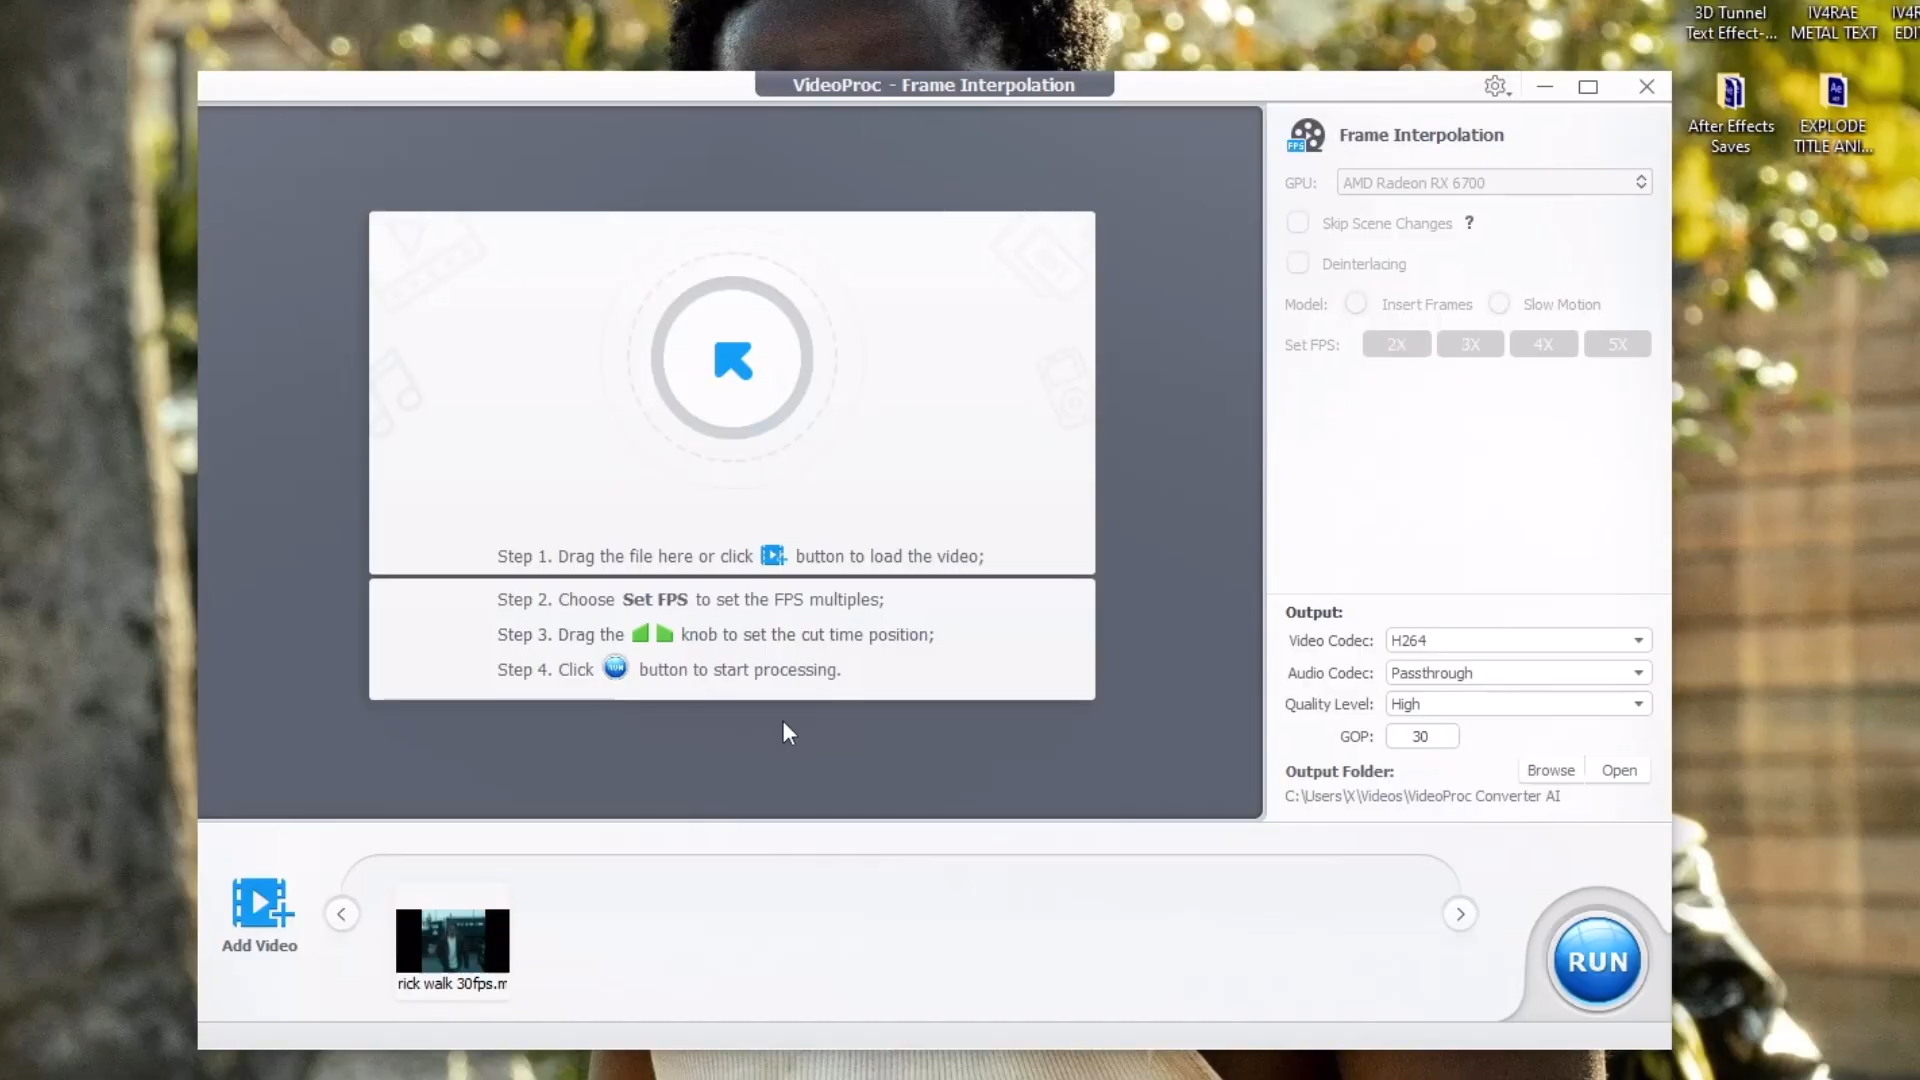 3D Tunnel
Text Effect-...
IV4RAE
METAL TEXT
VideoProc - Frame Interpolation
After Effects
Saves
EXPLODE
TITLE ANI...
FPS
Frame Interpolation
GPU: AMD Radeon RX 6700
Skip Scene Changes ?
Deinterlacing
Model: Insert Frames Slow Motion
Set FPS: 2X 3X 4X 5X
Step 1. Drag the file here or click button to load the video;
Step 2. Choose Set FPS to set the FPS multiples;
Step 3. Drag the knob to set the cut time position;
Step 4. Click RUN button to start processing.
Output:
Video Codec: H264
Audio Codec: Passthrough
Quality Level: High
GOP: 30
Output Folder: Browse Open
C:\Users\X\Videos\VideoProc Converter AI
Add Video
rick walk 30fps.m
RUN